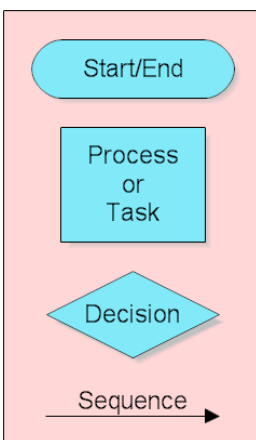 Start/End
Process
or
Task
Decision
Sequence